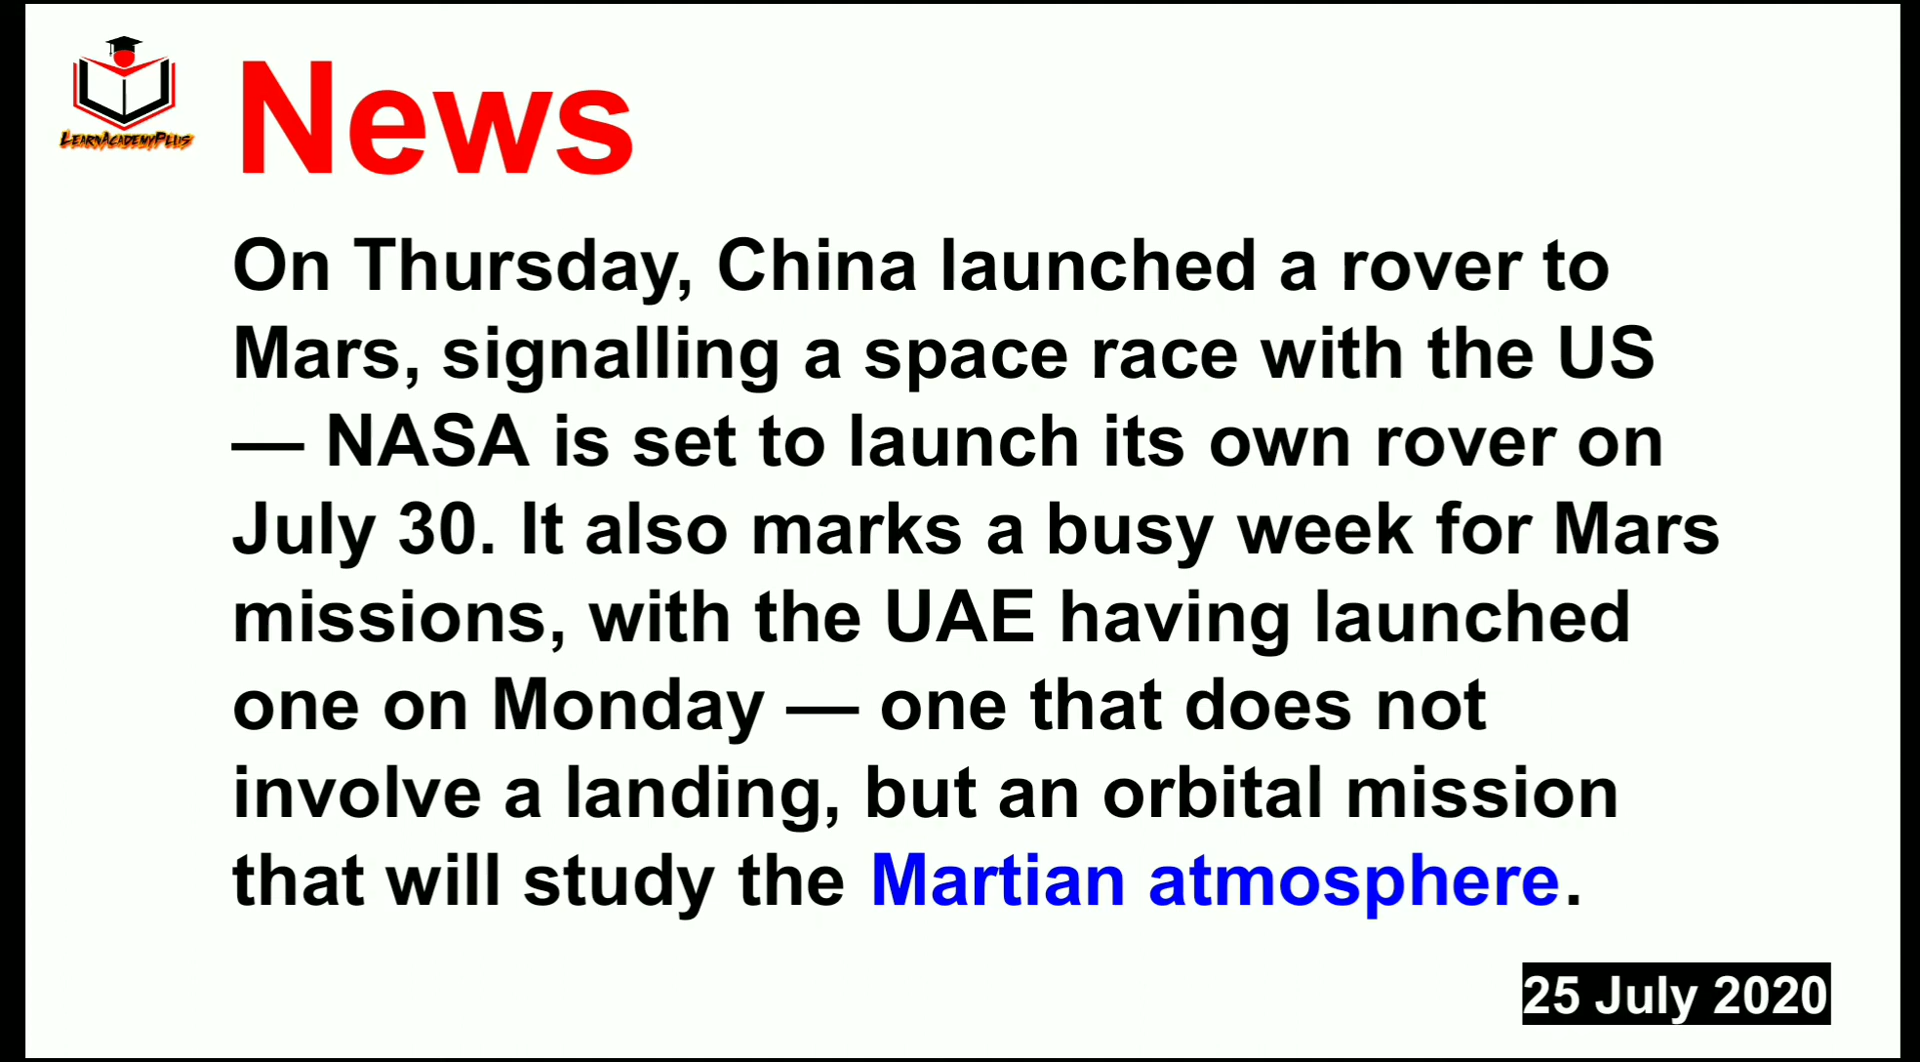 LearnAcademyPlus
News
On Thursday, China launched a rover to
Mars, signalling a space race with the US
— NASA is set to launch its own rover on
July 30. It also marks a busy week for Mars
missions, with the UAE having launched
one on Monday — one that does not
involve a landing, but an orbital mission
that will study the Martian atmosphere.
25 July 2020